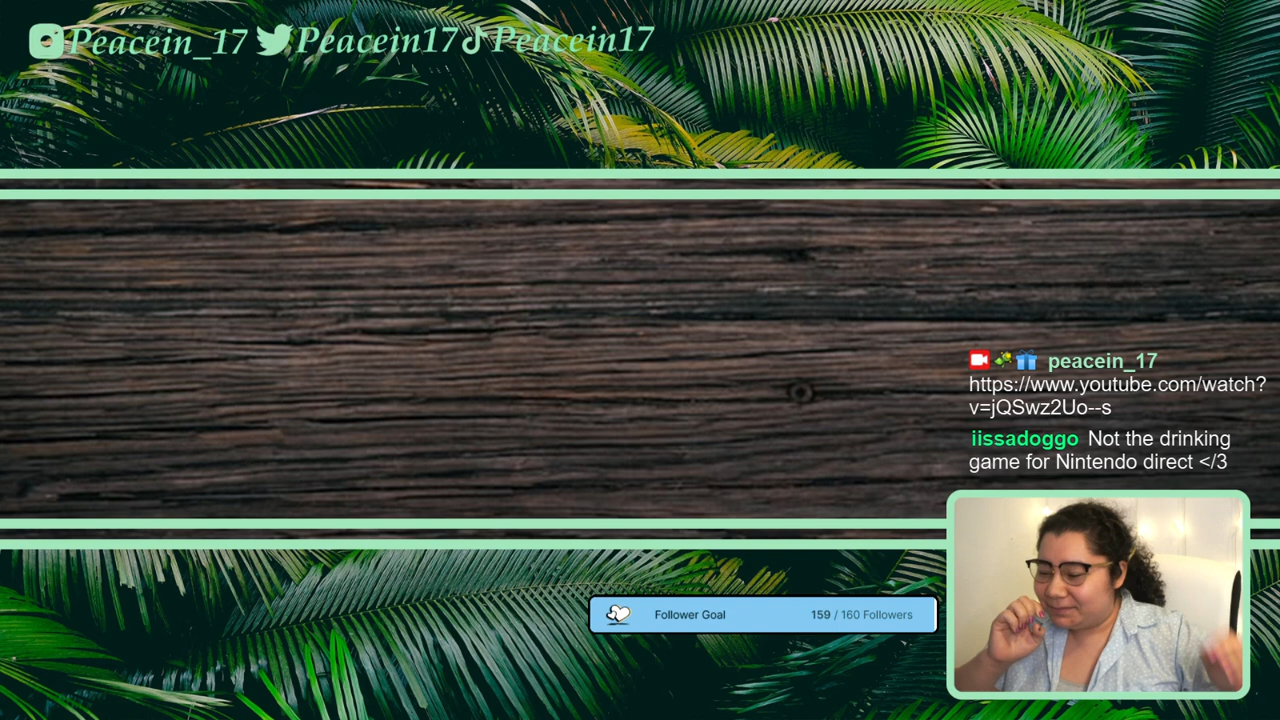 Peacein_17 Peacein17 Peacein17
peacein_17
https://www.youtube.com/watch?
v=jQSwz2Uo--s
iissadoggo Not the drinking
game for Nintendo direct </3
Follower Goal 159 / 160 Followers